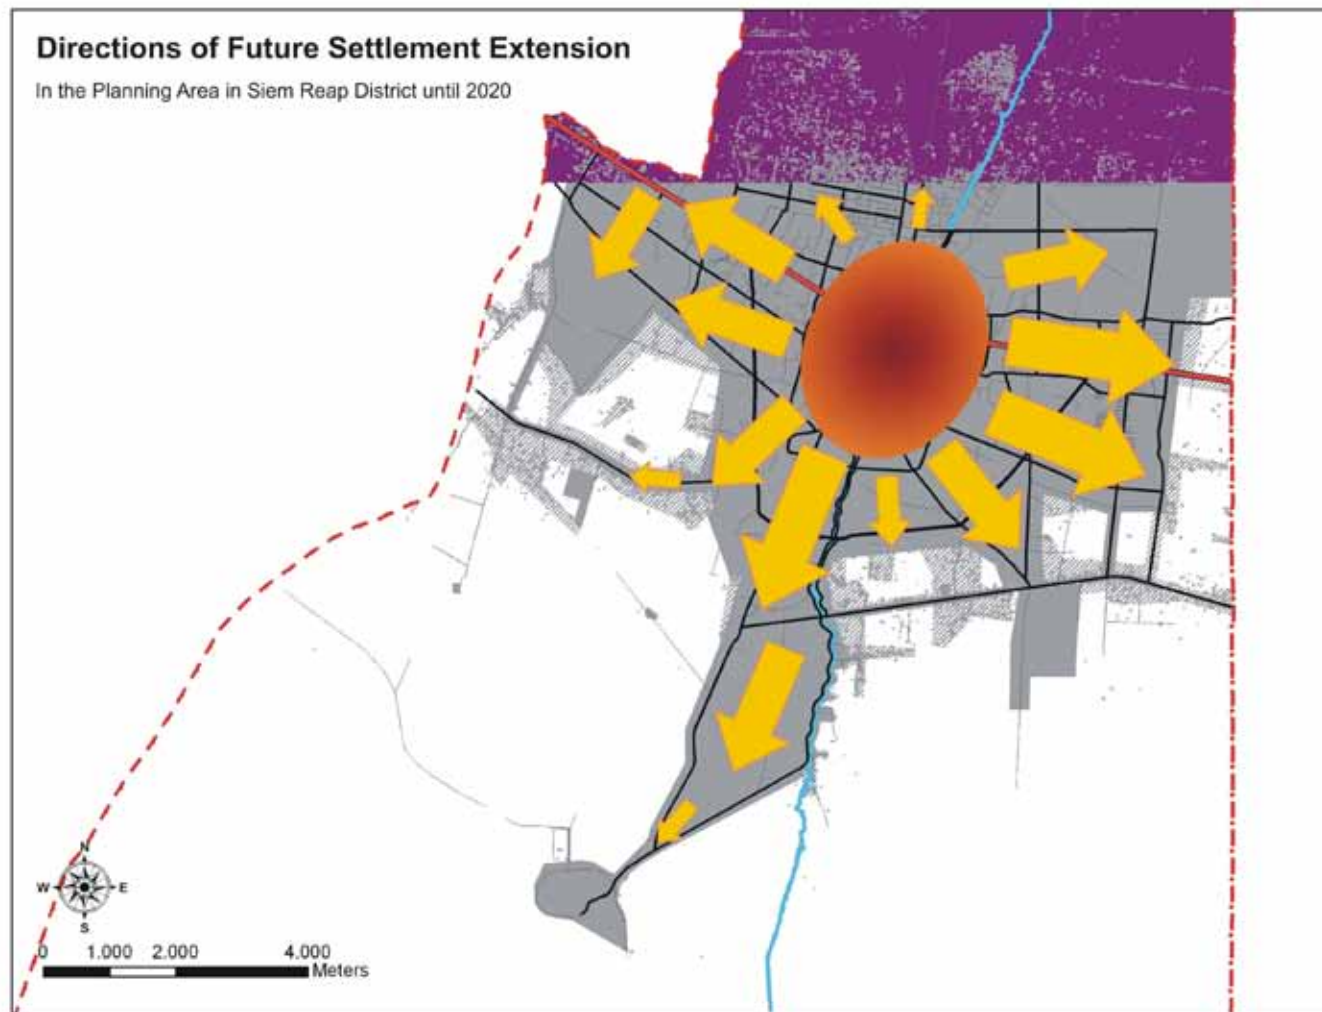 Directions of Future Settlement Extension
In the Planning Area in Siem Reap District until 2020
N
W E
S
0 1.000 2.000 4.000
Meters